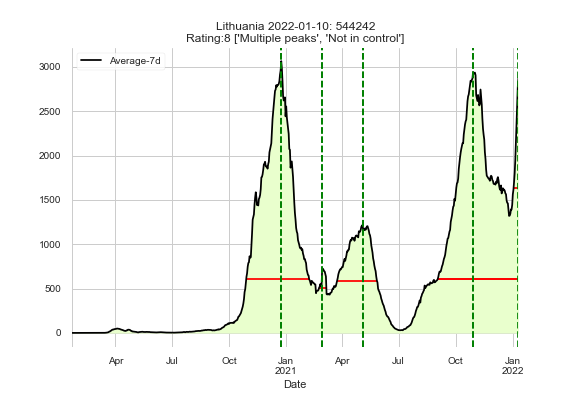 Lithuania 2022-01-10: 544242
Rating:8 ['Multiple peaks', 'Not in control']
Average-7d
3000
2500
2000
1500
1000
500
0
Apr
Jul
Oct
Jan
2021
Apr
Jul
Oct
Jan
2022
Date